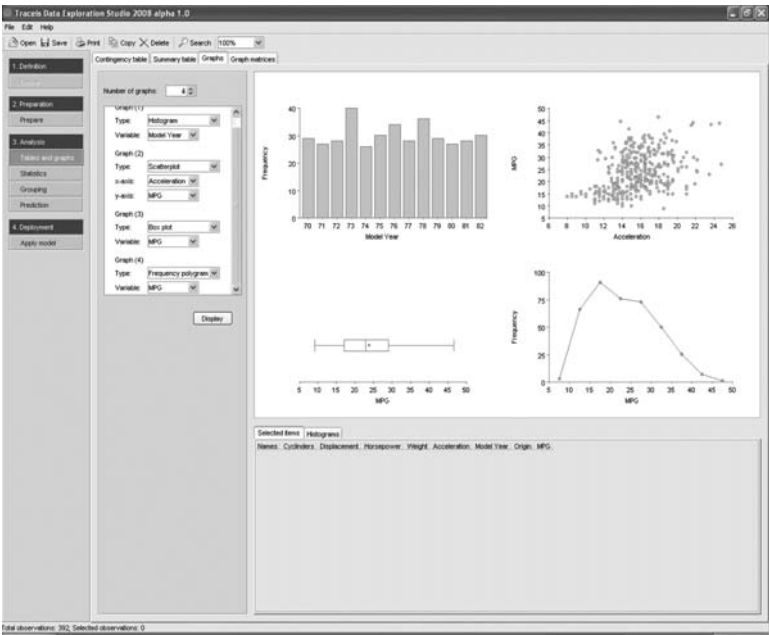 Traceis Data Exploration Studio 2008 alpha 1.0
File Edit Help
Open Save Print Copy Delete Search 100%
Contingency table Summary table Graphs Graph matrices
1. Definition
2. Preparation
Prepare
3. Analysis
Tables and graphs
Statistics
Grouping
Prediction
4. Deployment
Apply model
Number of graphs: 4
Graph (1)
Type: Histogram
Variable: Model Year
Graph (2)
Type: Scatterplot
x-axis: Acceleration
y-axis: MPG
Graph (3)
Type: Box plot
Variable: MPG
Graph (4)
Type: Frequency polygram
Variable: MPG
Display
Frequency
40
30
20
10
0
70 71 72 73 74 75 76 77 78 79 80 81 82
Model Year
MPG
50
45
40
35
30
25
20
15
10
5
6 8 10 12 14 16 18 20 22 24 26
Acceleration
5 10 15 20 25 30 35 40 45 50
MPG
Frequency
100
75
50
25
0
5 10 15 20 25 30 35 40 45 50
MPG
Selected items Histograms
Names Cyclinders Displacement Horsepower Weight Acceleration Model Year Origin MPG
Total observations: 392, Selected observations: 0